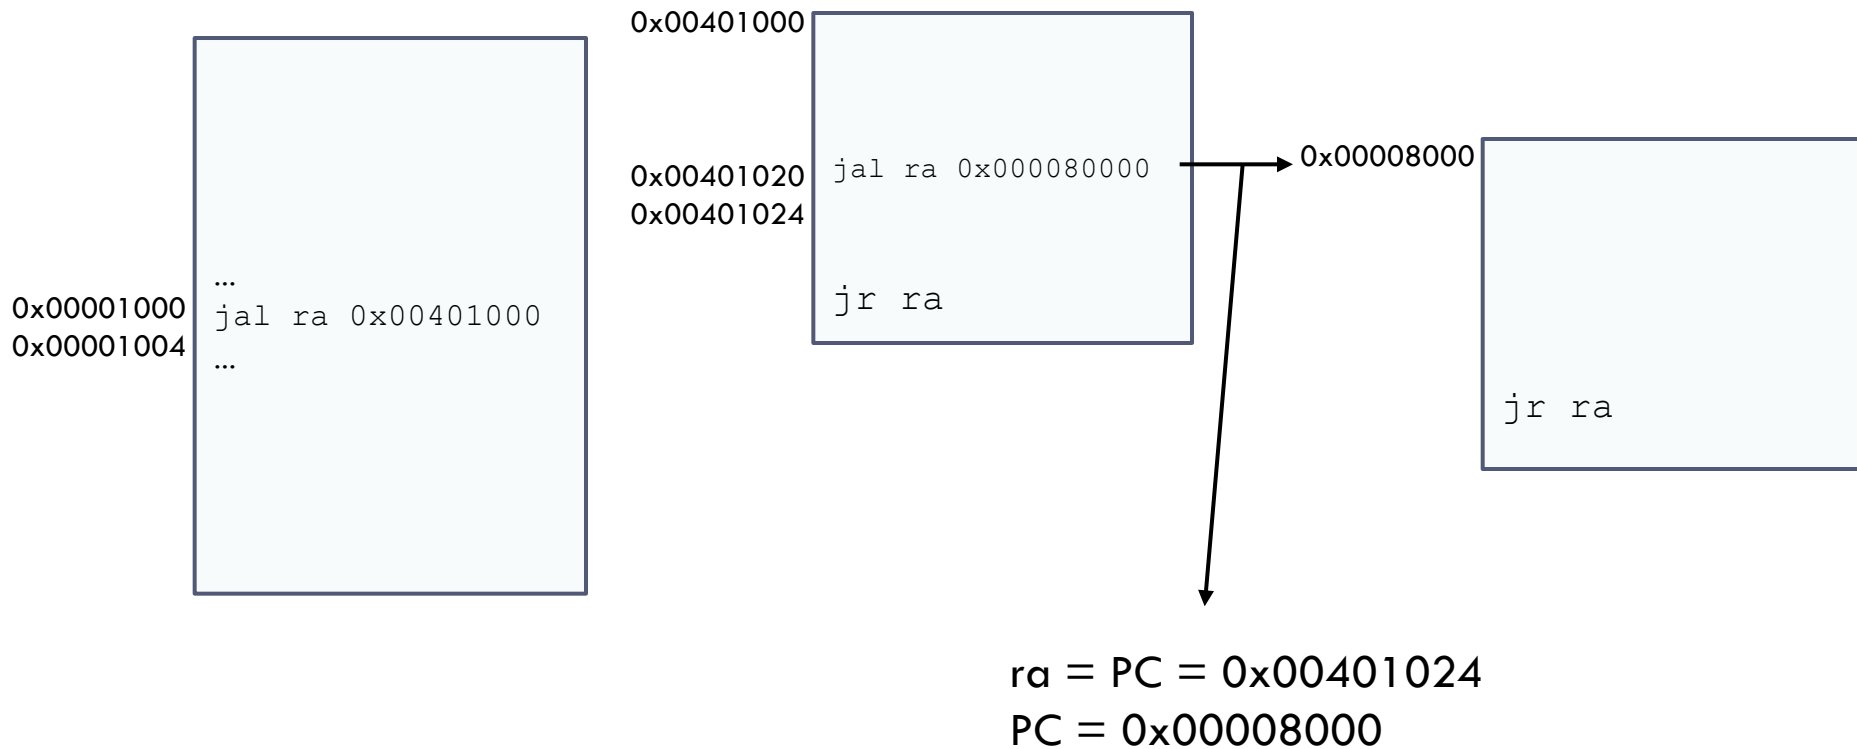 ...
0x00001000
jal ra 0x00401000
0x00001004
...
0x00401000
0x00401020
jal ra 0x000080000
0x00401024
jr ra
0x00008000
jr ra
ra = PC = 0x00401024
PC = 0x00008000